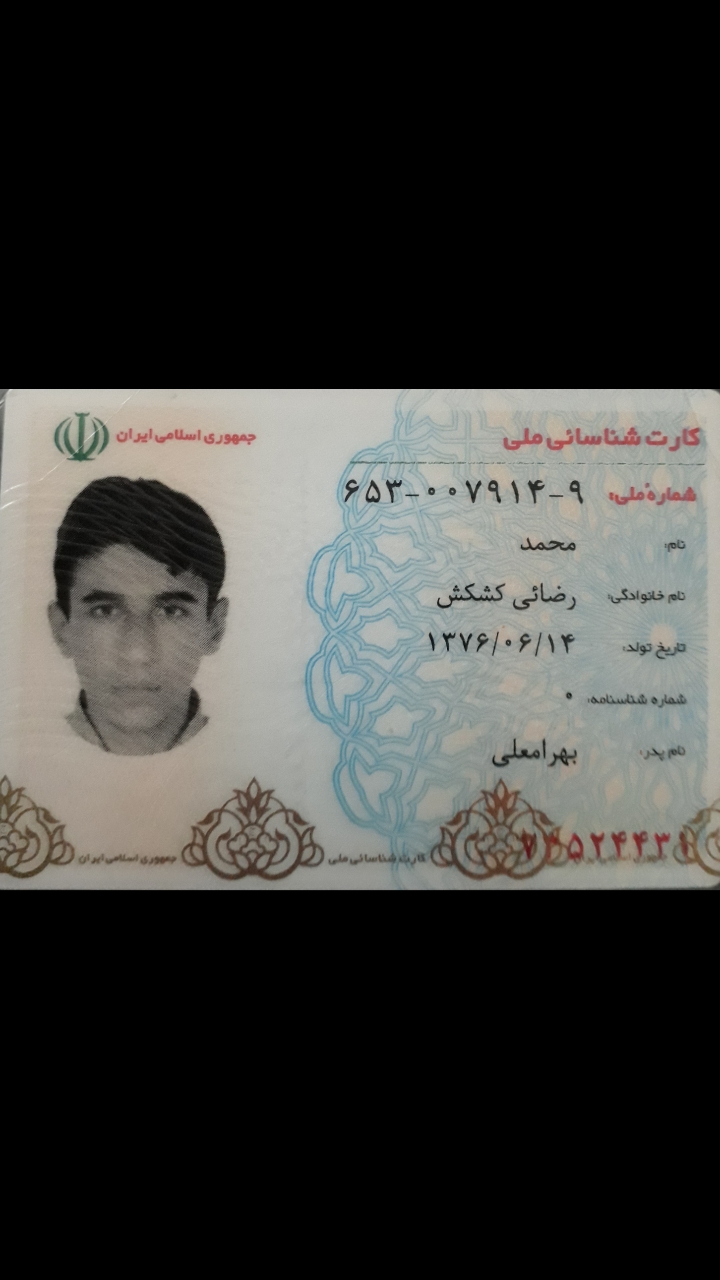 جمهوری اسلامی ایران
کارت شناسائی ملی
شماره ملی: ۶۵۳-۰۰۷۹۱۴-۹
نام: محمد
نام خانوادگی: رضائی کشکش
تاریخ تولد: ۱۳۷۶/۰۶/۱۴
شماره شناسنامه: ۰
نام پدر: بهرامعلی
جمهوری اسلامی ایران
کارت شناسائی ملی